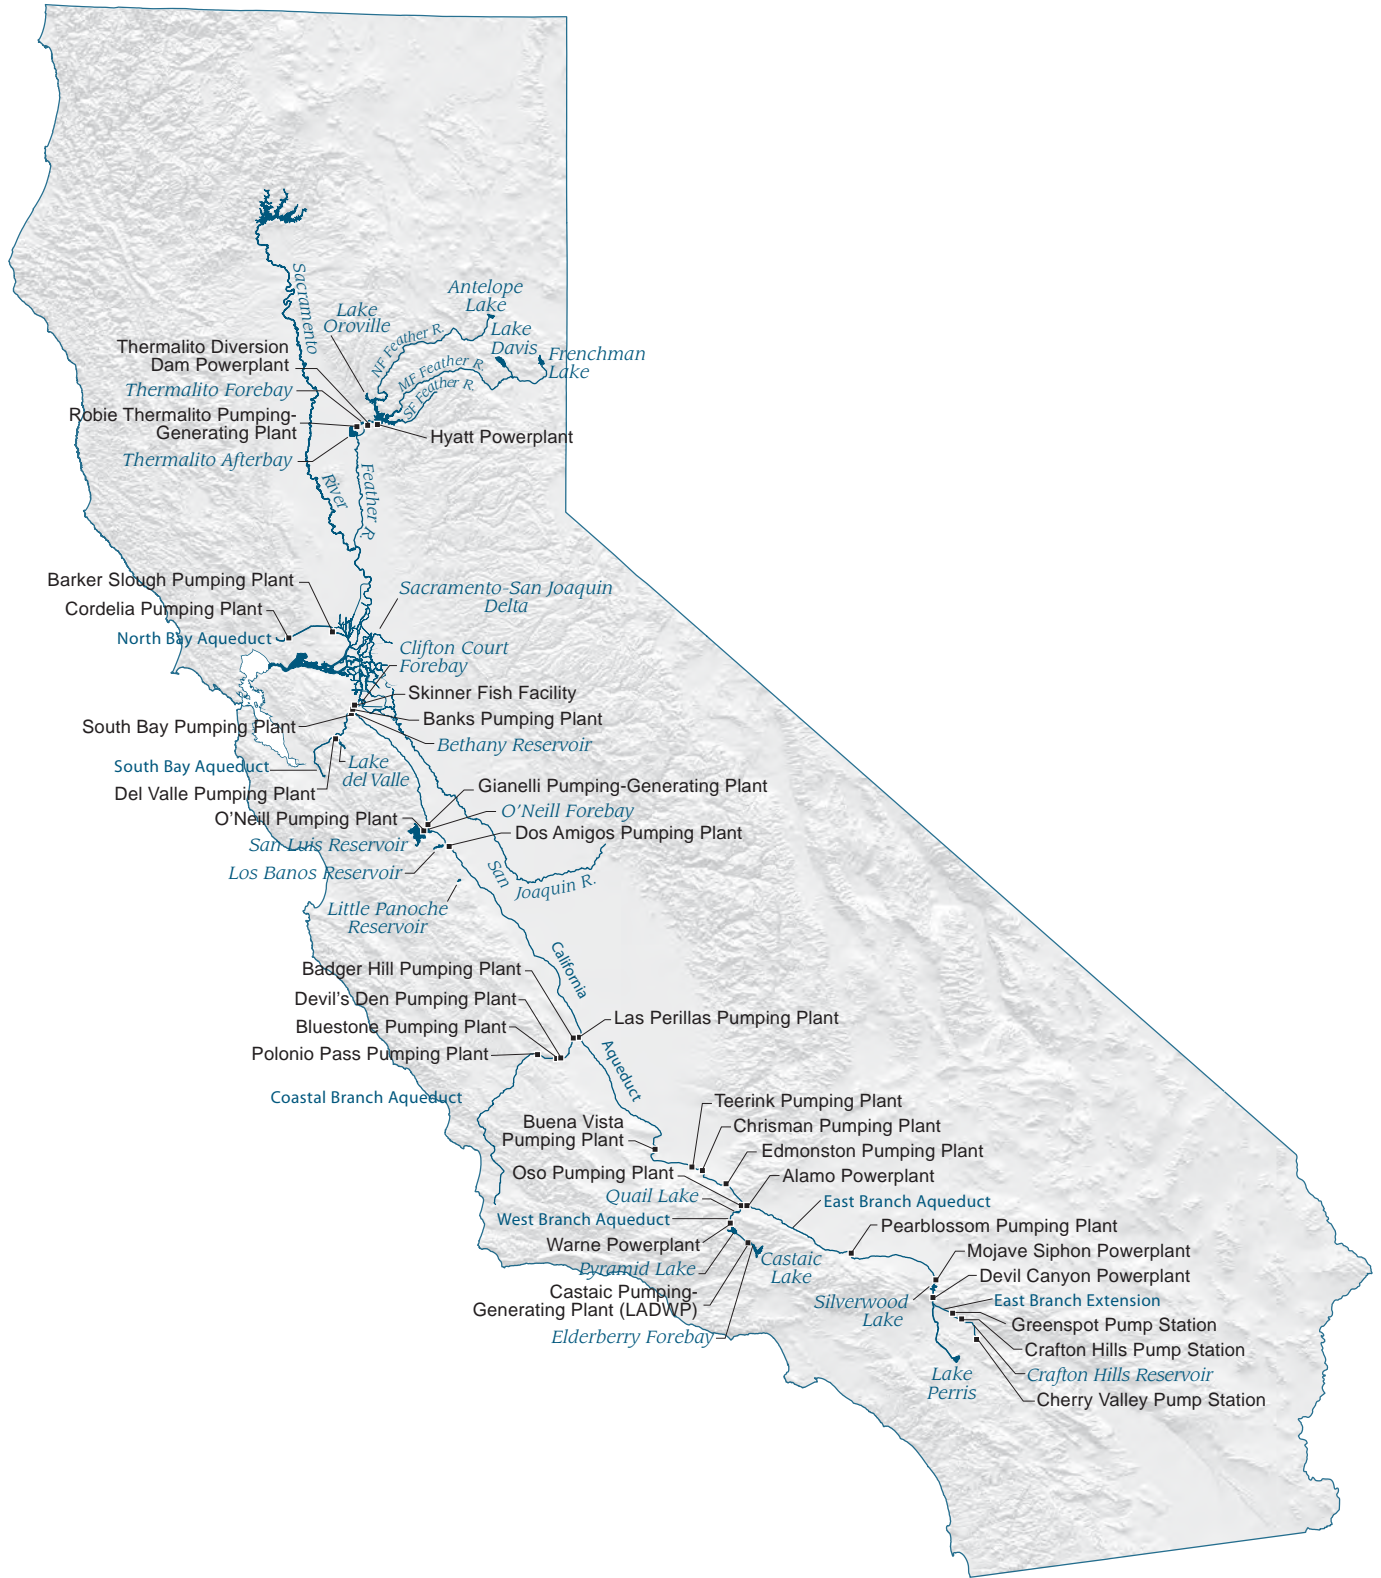 Sacramento
River
Antelope
Lake
Lake
Oroville
Lake
Davis
Frenchman
Lake
NF Feather R.
MF Feather R.
SF Feather R.
Thermalito Diversion
Dam Powerplant
Thermalito Forebay
Robie Thermalito Pumping-
Generating Plant
Hyatt Powerplant
Thermalito Afterbay
Feather R.
Barker Slough Pumping Plant
Sacramento-San Joaquin
Delta
Cordelia Pumping Plant
North Bay Aqueduct
Clifton Court
Forebay
Skinner Fish Facility
Banks Pumping Plant
South Bay Pumping Plant
Bethany Reservoir
South Bay Aqueduct
Lake
del Valle
Del Valle Pumping Plant
Gianelli Pumping-Generating Plant
O'Neill Forebay
O'Neill Pumping Plant
Dos Amigos Pumping Plant
San Luis Reservoir
Los Banos Reservoir
San
Joaquin R.
Little Panoche
Reservoir
California
Aqueduct
Badger Hill Pumping Plant
Devil's Den Pumping Plant
Las Perillas Pumping Plant
Bluestone Pumping Plant
Polonio Pass Pumping Plant
Coastal Branch Aqueduct
Teerink Pumping Plant
Buena Vista
Pumping Plant
Chrisman Pumping Plant
Edmonston Pumping Plant
Oso Pumping Plant
Alamo Powerplant
Quail Lake
East Branch Aqueduct
West Branch Aqueduct
Pearblossom Pumping Plant
Warne Powerplant
Mojave Siphon Powerplant
Pyramid Lake
Castaic
Lake
Devil Canyon Powerplant
Castaic Pumping-
Generating Plant (LADWP)
Silverwood
Lake
East Branch Extension
Greenspot Pump Station
Elderberry Forebay
Crafton Hills Pump Station
Lake
Perris
Crafton Hills Reservoir
Cherry Valley Pump Station